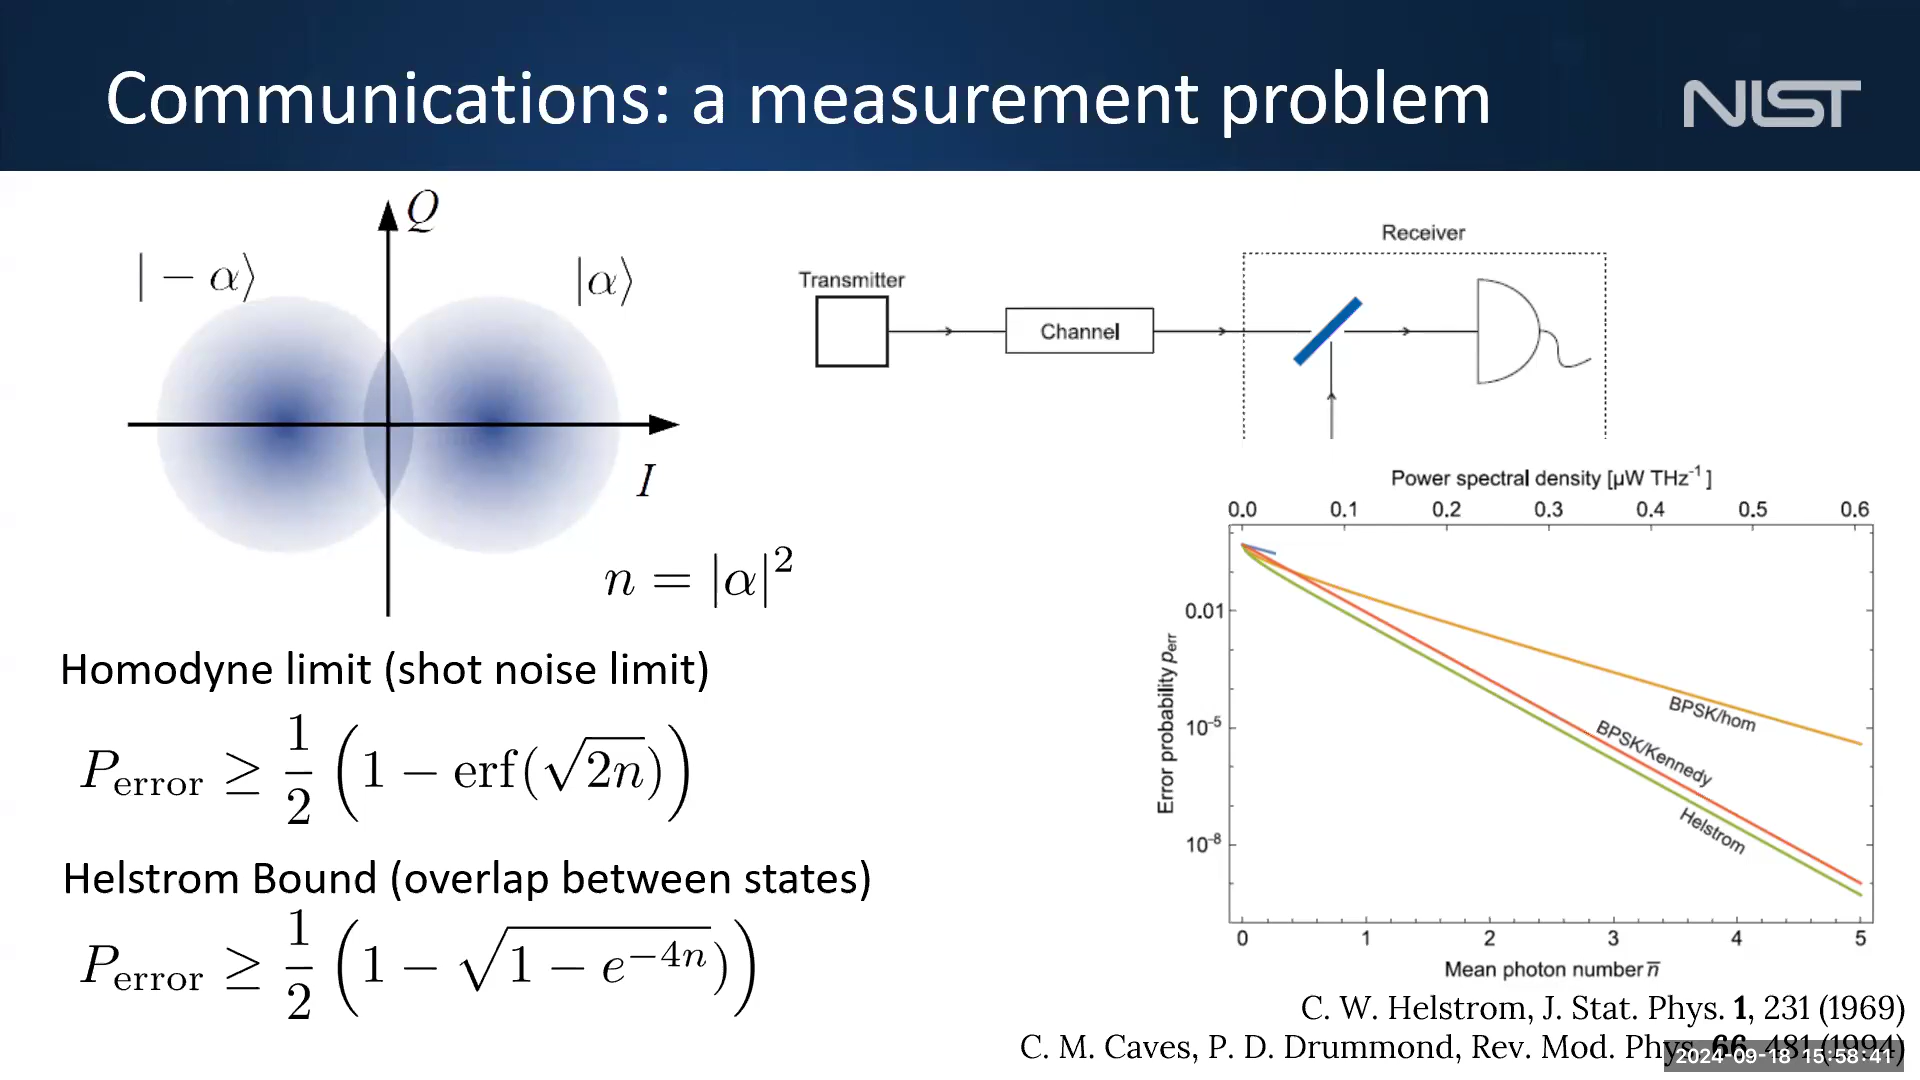 Communications: a measurement problem
NIST
Q
| − α⟩
|α⟩
I
n = |α|²
Receiver
Transmitter
Channel
Homodyne limit (shot noise limit)
P_error ≥ 1/2 (1 − erf(√2n))
Helstrom Bound (overlap between states)
P_error ≥ 1/2 (1 − √1 − e⁻⁴ⁿ))
Power spectral density [µW THz⁻¹ ]
0.0 0.1 0.2 0.3 0.4 0.5 0.6
Error probability p_err
0.01
10⁻⁵
10⁻⁸
BPSK/hom
BPSK/Kennedy
Helstrom
0 1 2 3 4 5
Mean photon number n̅
C. W. Helstrom, J. Stat. Phys. 1, 231 (1969)
C. M. Caves, P. D. Drummond, Rev. Mod. Phys. 66, 481 (1994)
2024-09-18 15:58:41